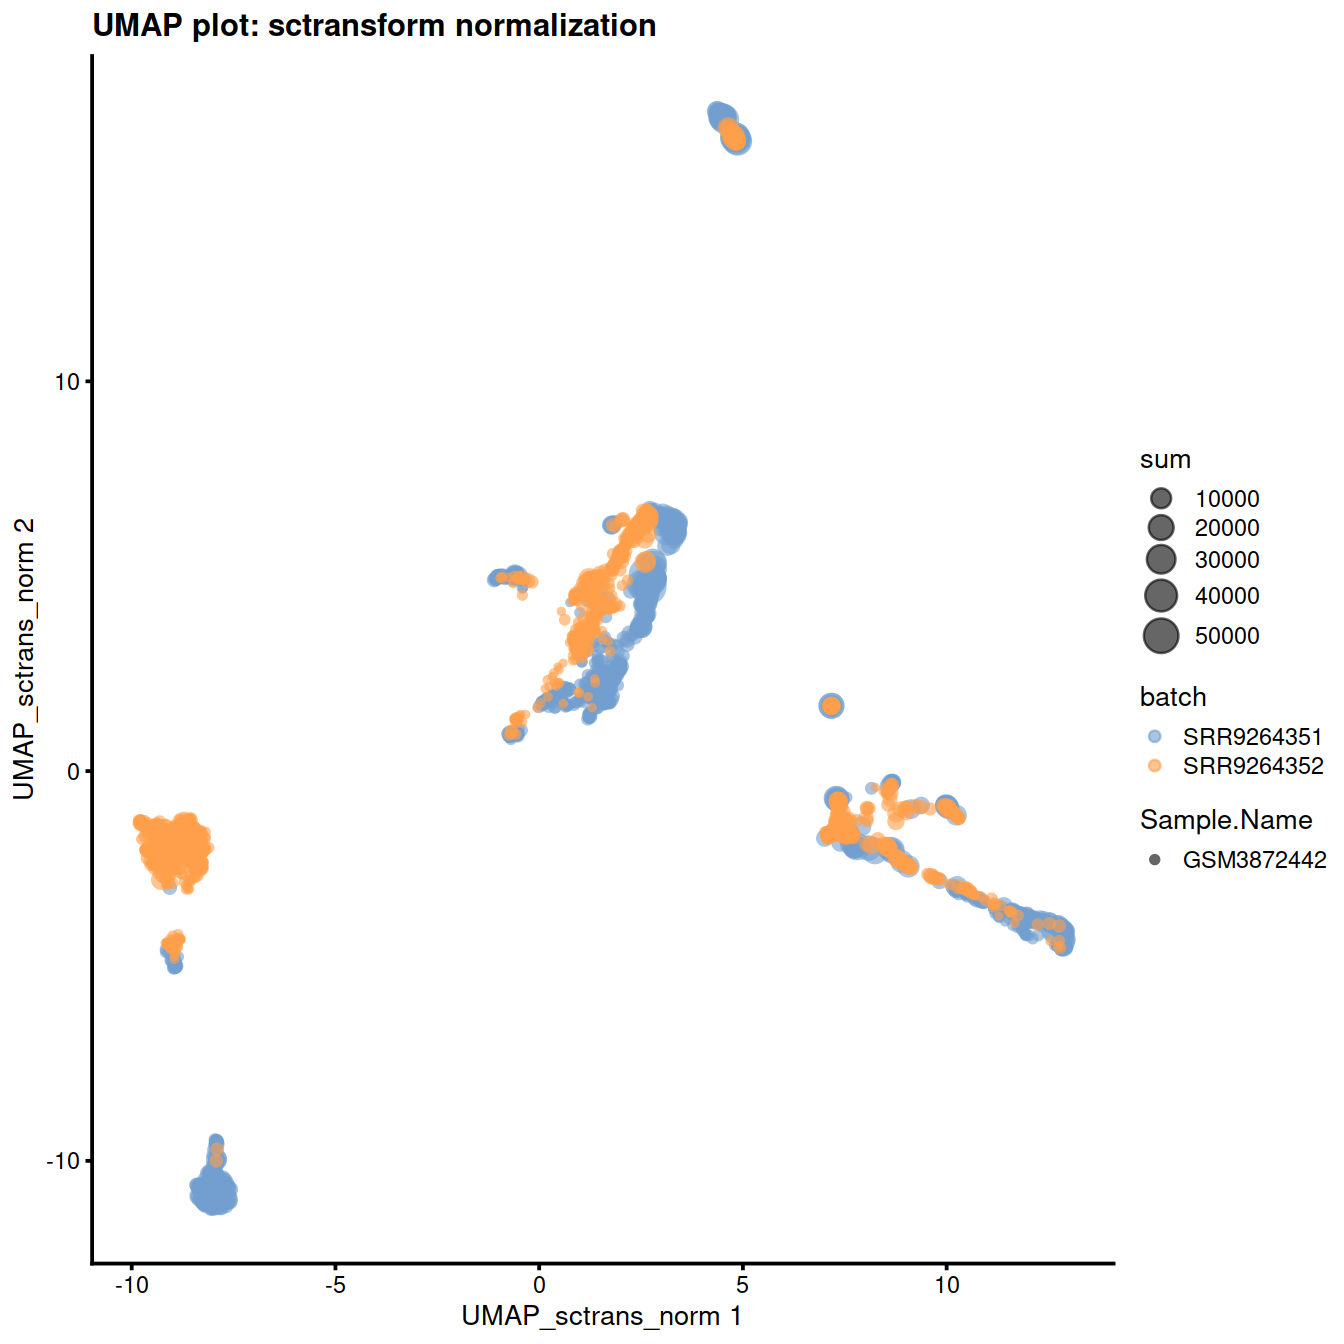 UMAP plot: sctransform normalization
UMAP_sctrans_norm 2
10
0
-10
-10
-5
0
5
10
UMAP_sctrans_norm 1
sum
10000
20000
30000
40000
50000
batch
SRR9264351
SRR9264352
Sample.Name
GSM3872442